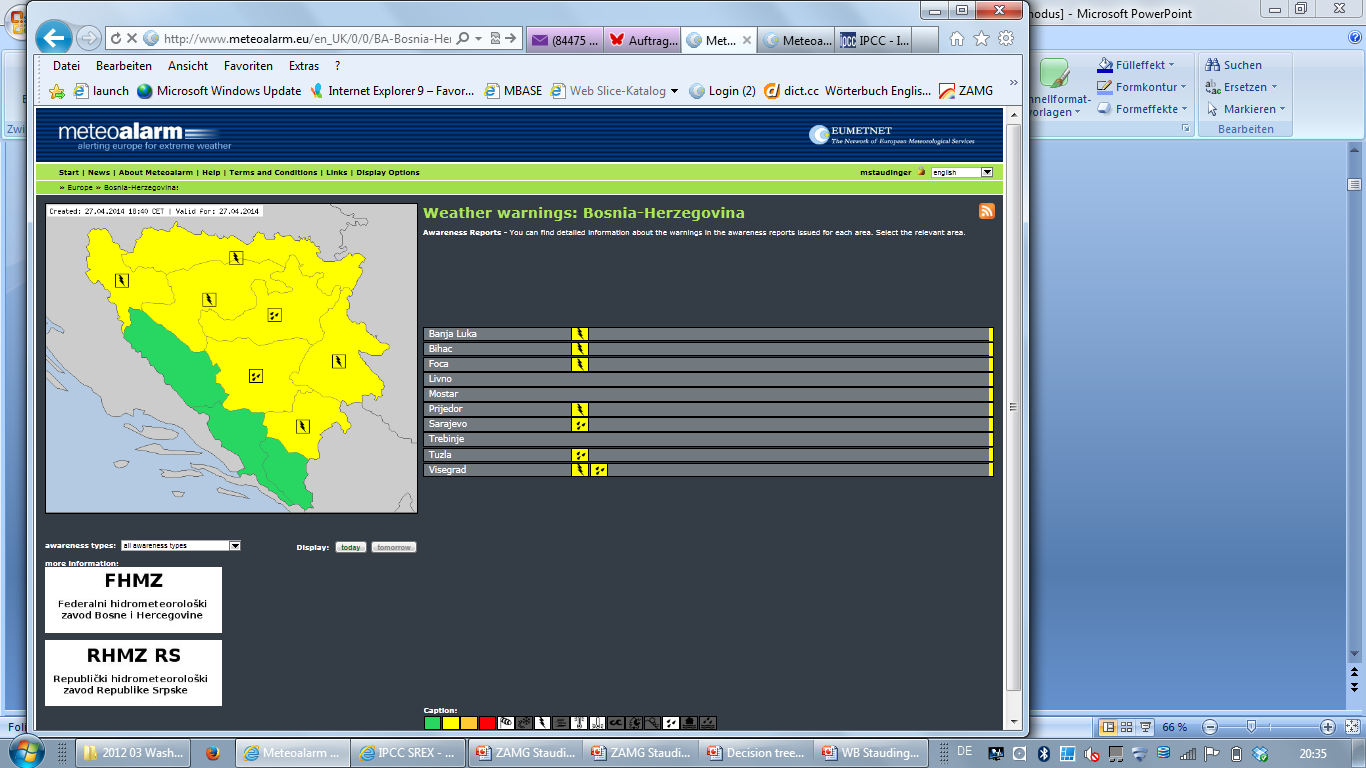 nodus] - Microsoft PowerPoint
http://www.meteoalarm.eu/en_UK/0/0/BA-Bosnia-He
(84475 ...
Auftrag...
Met...
Meteoa...
ipcc IPCC - I...
Datei Bearbeiten Ansicht Favoriten Extras ?
launch Microsoft Windows Update Internet Explorer 9 – Favor... MBASE Web Slice-Katalog Login (2) dict.cc Wörterbuch Englis... ZAMG
Fülleffekt
Formkontur
Formeffekte
nellformat-
vorlagen
Suchen
Ersetzen
Markieren
Bearbeiten
Zwi
meteoalarm
alerting europe for extreme weather
EUMETNET
The Network of European Meteorological Services
Start | News | About Meteoalarm | Help | Terms and Conditions | Links | Display Options
mstaudinger
english
» Europe » Bosnia-Herzegovina:
Created: 27.04.2014 18:40 CET | Valid for: 27.04.2014
Weather warnings: Bosnia-Herzegovina
Awareness Reports - You can find detailed information about the warnings in the awareness reports issued for each area. Select the relevant area.
Banja Luka
Bihac
Foca
Livno
Mostar
Prijedor
Sarajevo
Trebinje
Tuzla
Visegrad
awareness types: all awareness types
Display: today tomorrow
more information:
FHMZ
Federalni hidrometeorološki
zavod Bosne i Hercegovine
RHMZ RS
Republički hidrometeorološki
zavod Republike Srpske
Caption:
Foli
66 %
2012 03 Wash...
Meteoalarm ...
IPCC SREX - ...
ZAMG Staudi...
ZAMG Staudi...
Decision tree...
WB Stauding...
DE
20:35